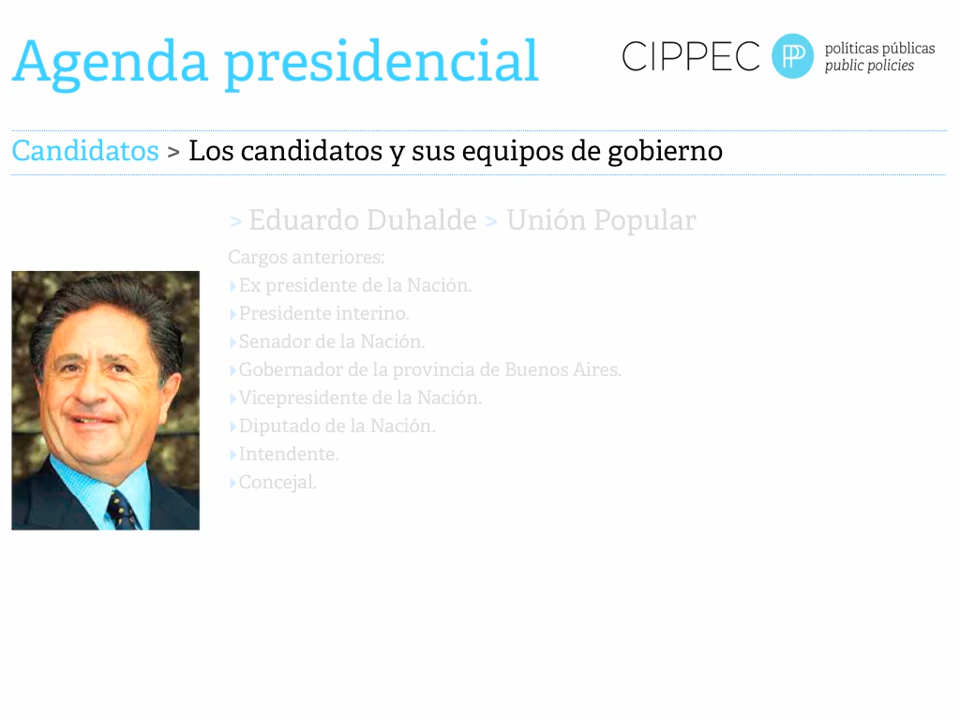 Agenda presidencial
CIPPEC
PP
políticas públicas
public policies
Candidatos > Los candidatos y sus equipos de gobierno
> Eduardo Duhalde > Unión Popular
Cargos anteriores:
Ex presidente de la Nación.
Presidente interino.
Senador de la Nación.
Gobernador de la provincia de Buenos Aires.
Vicepresidente de la Nación.
Diputado de la Nación.
Intendente.
Concejal.